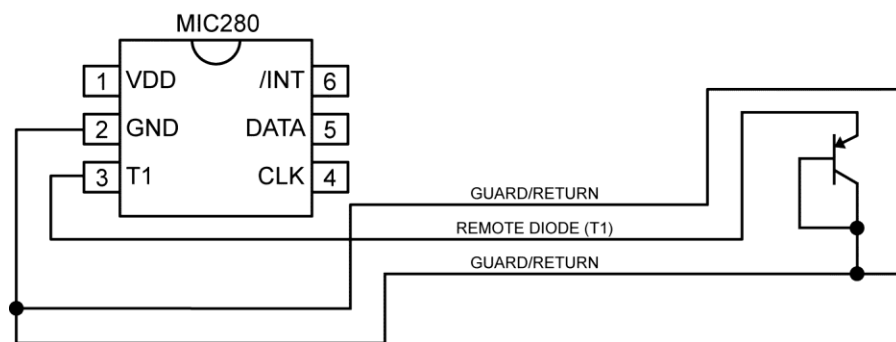 MIC280
1 VDD /INT 6
2 GND DATA 5
3 T1 CLK 4
GUARD/RETURN
REMOTE DIODE (T1)
GUARD/RETURN